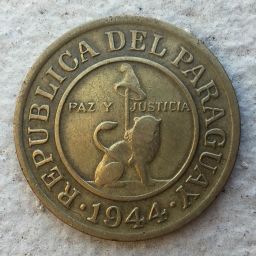 REPUBLICA DEL PARAGUAY
PAZ Y JUSTICIA
· 1944 ·